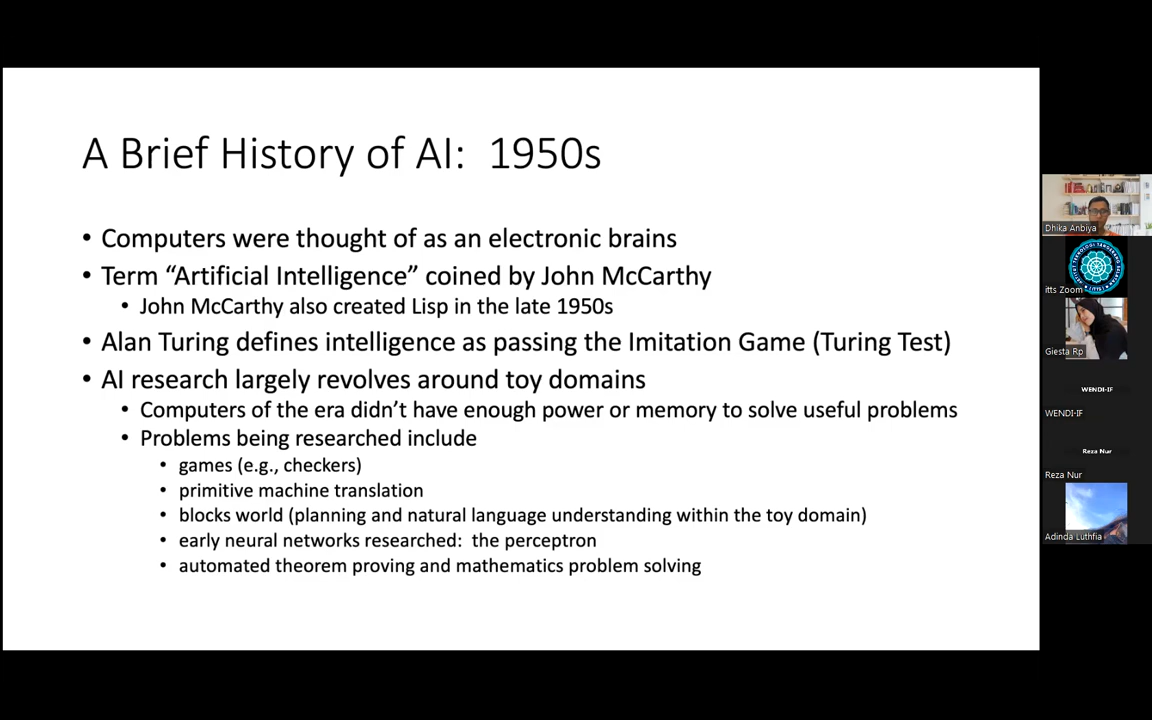 A Brief History of AI: 1950s
• Computers were thought of as an electronic brains
• Term “Artificial Intelligence” coined by John McCarthy
• John McCarthy also created Lisp in the late 1950s
• Alan Turing defines intelligence as passing the Imitation Game (Turing Test)
• AI research largely revolves around toy domains
• Computers of the era didn’t have enough power or memory to solve useful problems
• Problems being researched include
• games (e.g., checkers)
• primitive machine translation
• blocks world (planning and natural language understanding within the toy domain)
• early neural networks researched: the perceptron
• automated theorem proving and mathematics problem solving
Dhika Anbiya
itts Zoom
Giesta Rp
WENDI-IF
WENDI-IF
Reza Nur
Reza Nur
Adinda Luthfia